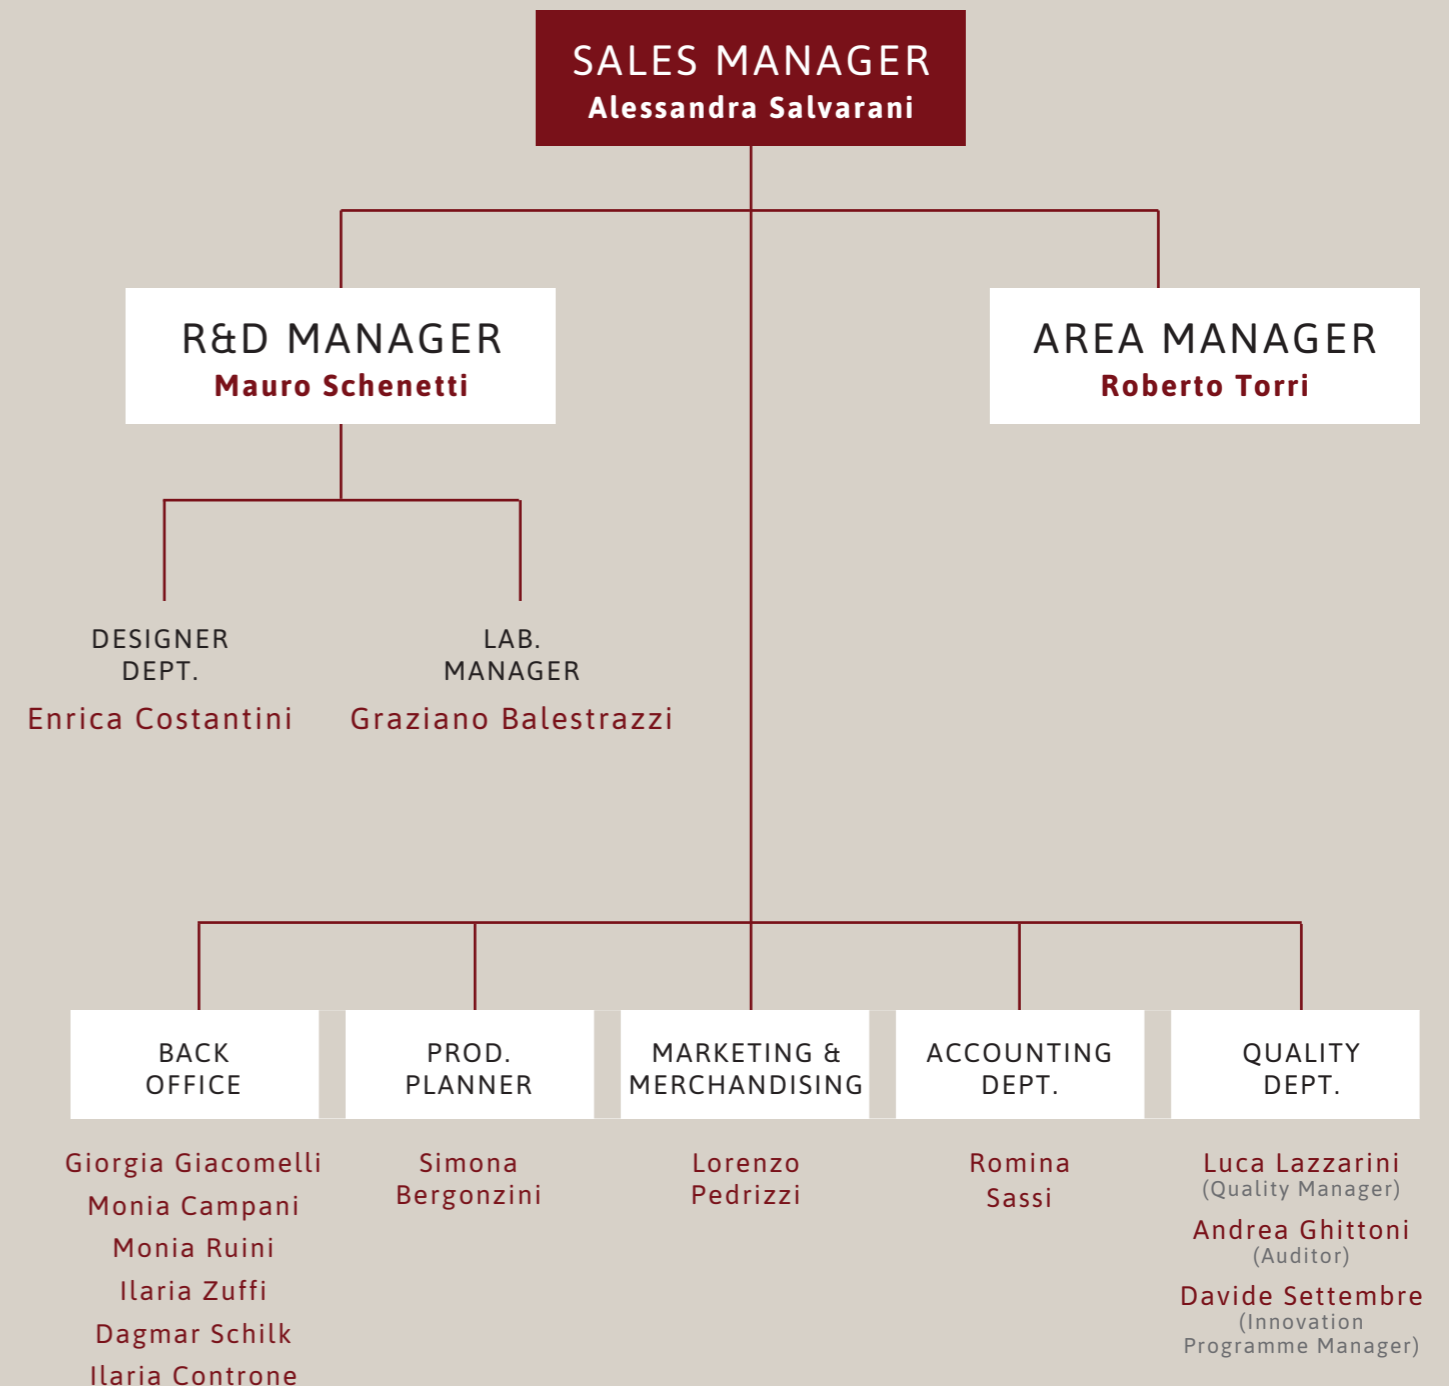 SALES MANAGER
Alessandra Salvarani
R&D MANAGER
Mauro Schenetti
AREA MANAGER
Roberto Torri
DESIGNER
DEPT.
Enrica Costantini
LAB.
MANAGER
Graziano Balestrazzi
BACK
OFFICE
Giorgia Giacomelli
Monia Campani
Monia Ruini
Ilaria Zuffi
Dagmar Schilk
Ilaria Controne
PROD.
PLANNER
Simona
Bergonzini
MARKETING &
MERCHANDISING
Lorenzo
Pedrizzi
ACCOUNTING
DEPT.
Romina
Sassi
QUALITY
DEPT.
Luca Lazzarini
(Quality Manager)
Andrea Ghittoni
(Auditor)
Davide Settembre
(Innovation
Programme Manager)